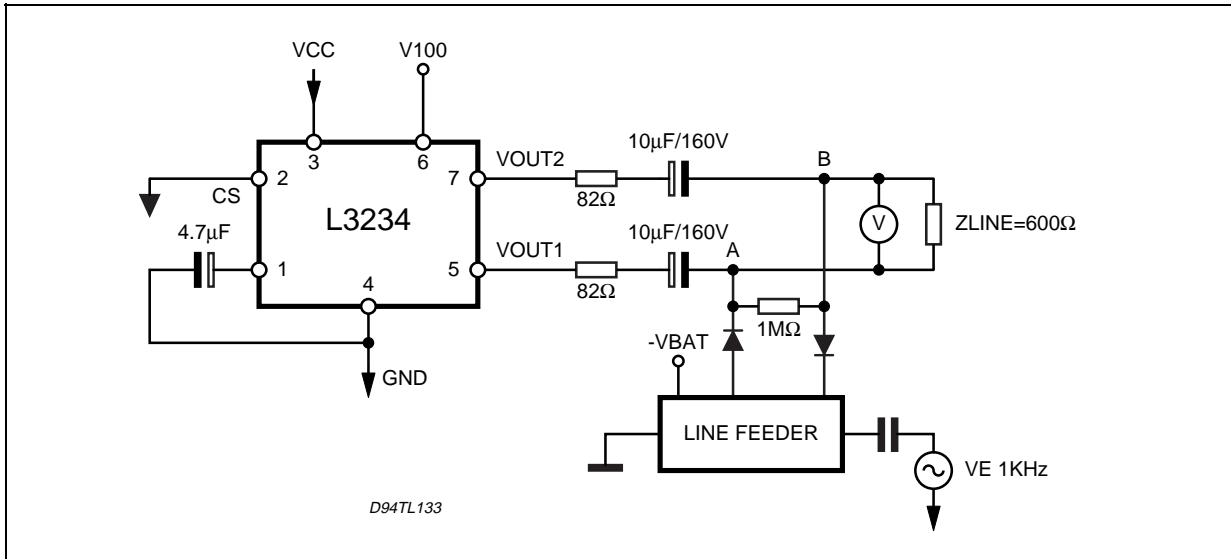 VCC
V100
3
6
2
CS
7
VOUT2
82Ω
10μF/160V
B
L3234
V
ZLINE=600Ω
4.7μF
1
4
5
VOUT1
82Ω
10μF/160V
A
1MΩ
-VBAT
GND
LINE FEEDER
VE 1KHz
D94TL133